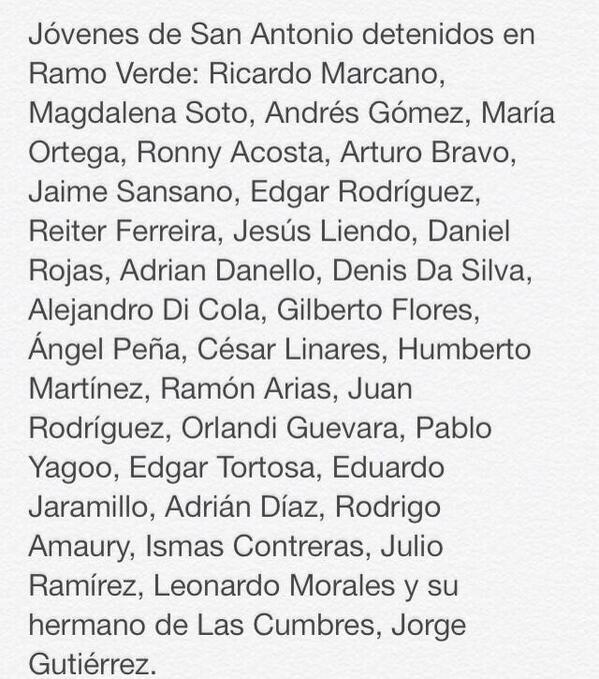 Jóvenes de San Antonio detenidos en
Ramo Verde: Ricardo Marcano,
Magdalena Soto, Andrés Gómez, María
Ortega, Ronny Acosta, Arturo Bravo,
Jaime Sansano, Edgar Rodríguez,
Reiter Ferreira, Jesús Liendo, Daniel
Rojas, Adrian Danello, Denis Da Silva,
Alejandro Di Cola, Gilberto Flores,
Ángel Peña, César Linares, Humberto
Martínez, Ramón Arias, Juan
Rodríguez, Orlandi Guevara, Pablo
Yagoo, Edgar Tortosa, Eduardo
Jaramillo, Adrián Díaz, Rodrigo
Amaury, Ismas Contreras, Julio
Ramírez, Leonardo Morales y su
hermano de Las Cumbres, Jorge
Gutiérrez.